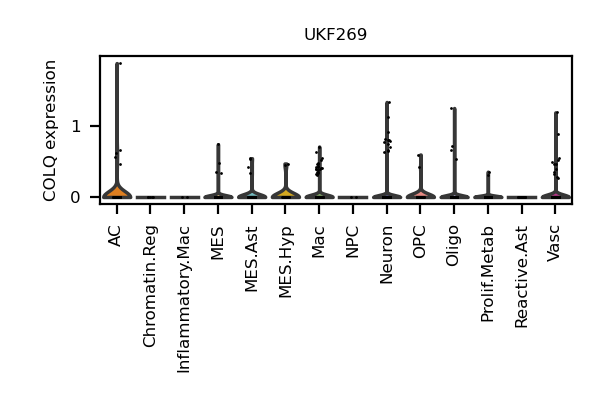 UKF269
COLQ expression
1
0
AC
Chromatin.Reg
Inflammatory.Mac
MES
MES.Ast
MES.Hyp
Mac
NPC
Neuron
OPC
Oligo
Prolif.Metab
Reactive.Ast
Vasc